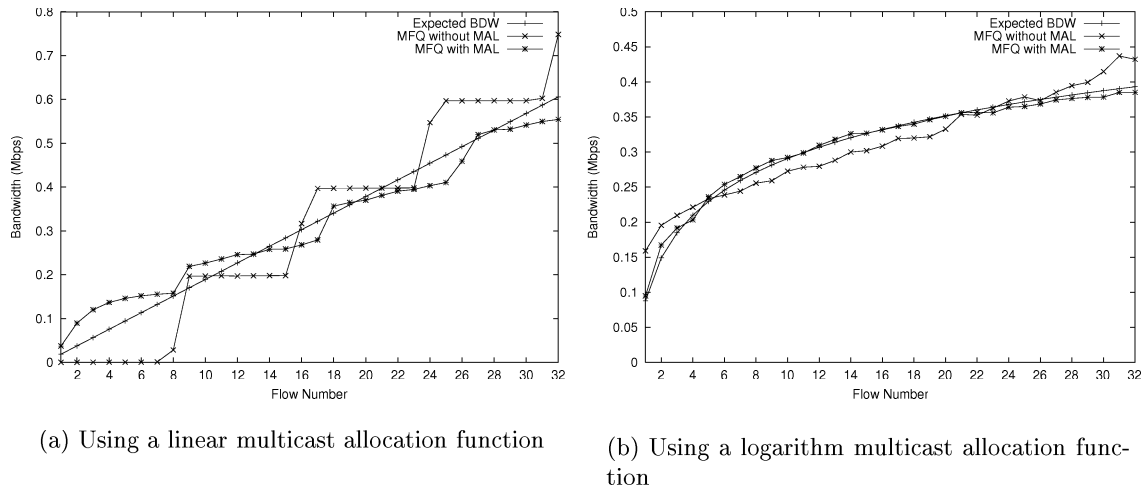 0.8
0.7
0.6
0.5
0.4
0.3
0.2
0.1
0
Bandwidth (Mbps)
Expected BDW
MFQ without MAL
MFQ with MAL
2 4 6 8 10 12 14 16 18 20 22 24 26 28 30 32
Flow Number
(a) Using a linear multicast allocation function
0.5
0.45
0.4
0.35
0.3
0.25
0.2
0.15
0.1
0.05
0
Bandwidth (Mbps)
Expected BDW
MFQ without MAL
MFQ with MAL
2 4 6 8 10 12 14 16 18 20 22 24 26 28 30 32
Flow Number
(b) Using a logarithm multicast allocation func-
tion